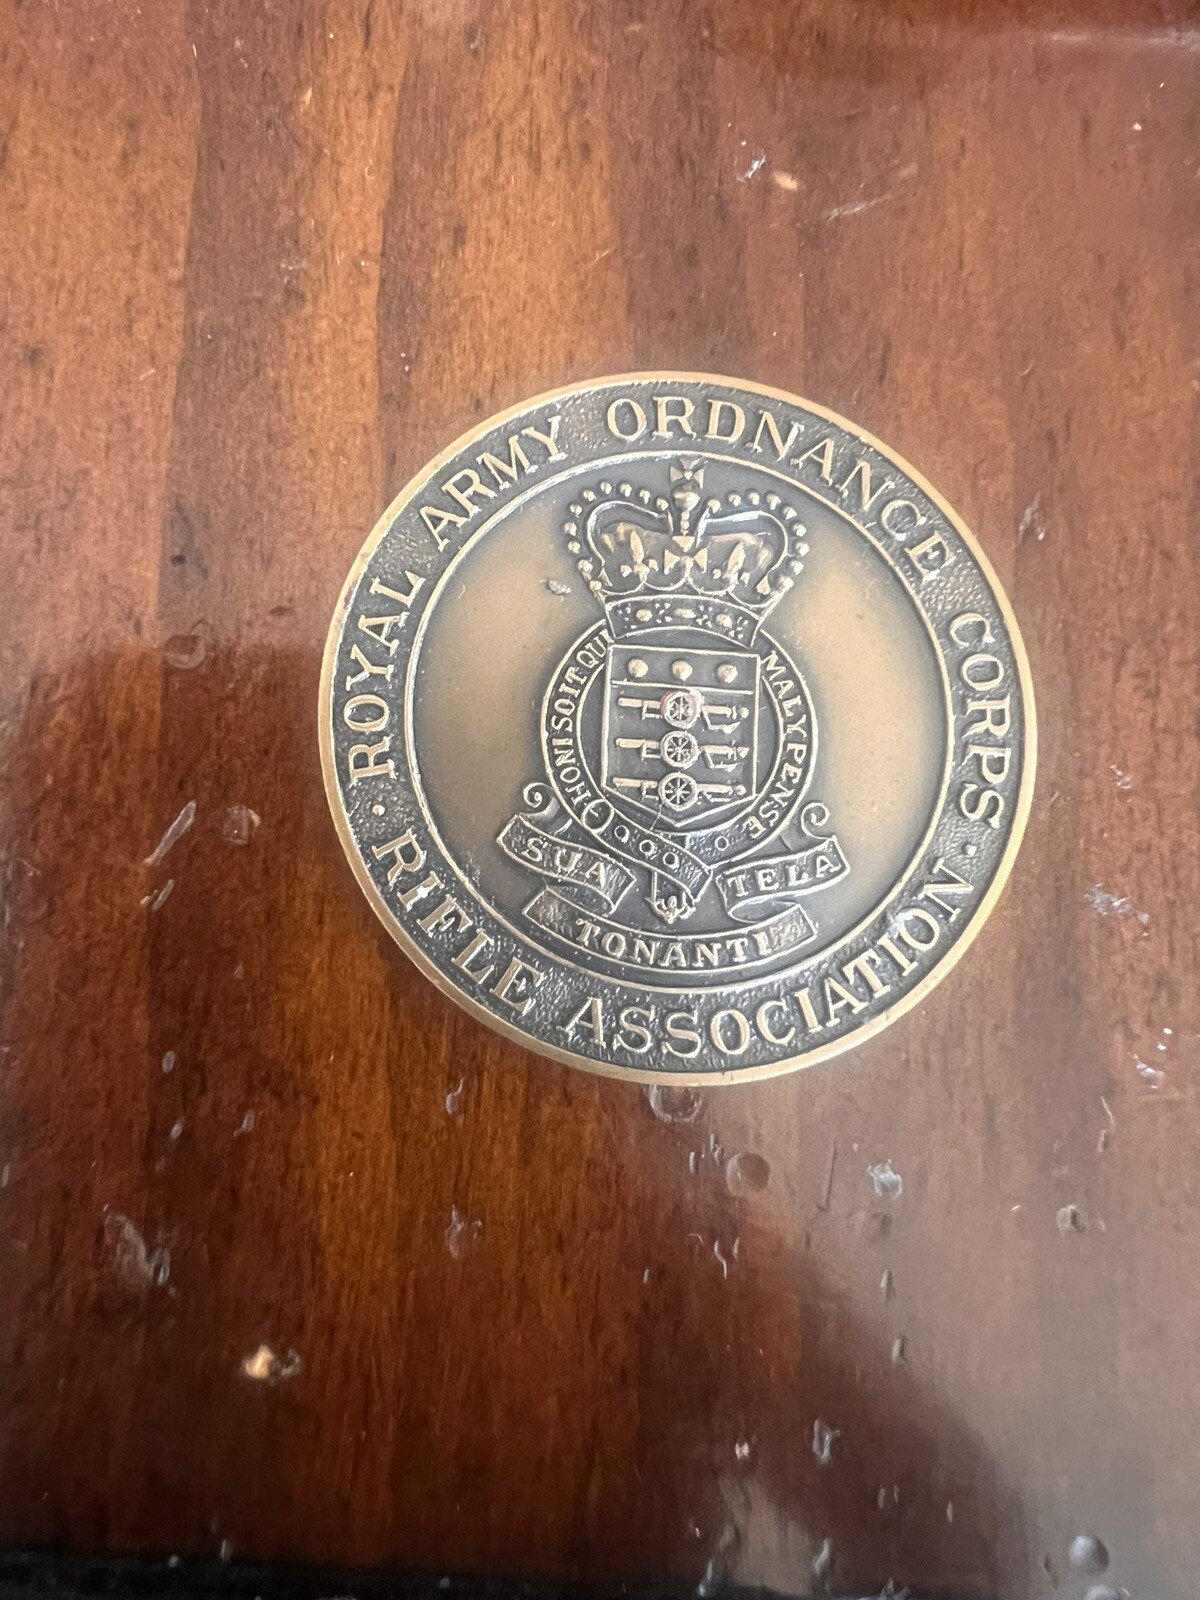 ROYAL ARMY ORDNANCE CORPS
· RIFLE ASSOCIATION ·
HONI SOIT QUI MAL Y PENSE
SUA TELA
TONANTI